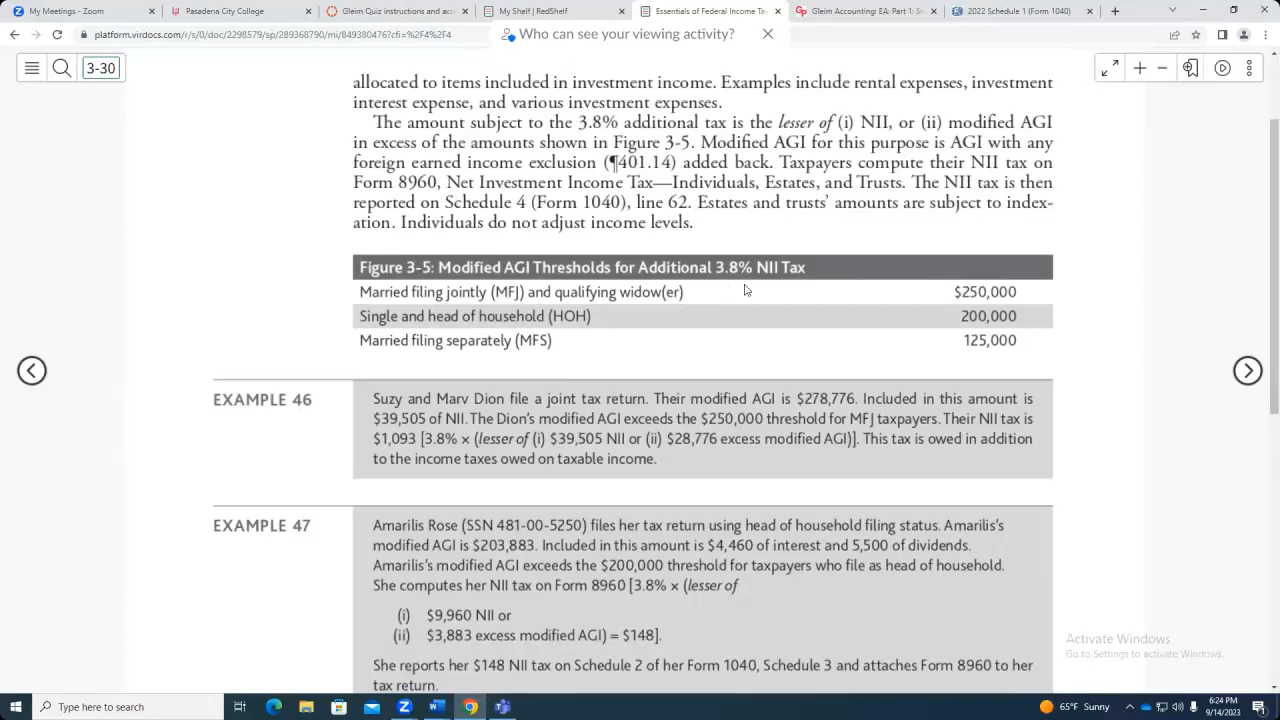 My Meetings - Zoom
Pasadena City College
Gleim Quiz instructions and acc
My RedShelf
Essentials of Federal Income Ta
Gleim Accounting: EA: Part 1: St
2022 Schedule 1 (Form 1040)
platform.virdocs.com/r/s/0/doc/2298579/sp/289368790/mi/849380476?cfi=%2F4%2F4
Who can see your viewing activity?
3-30
allocated to items included in investment income. Examples include rental expenses, investment
interest expense, and various investment expenses.
The amount subject to the 3.8% additional tax is the lesser of (i) NII, or (ii) modified AGI
in excess of the amounts shown in Figure 3-5. Modified AGI for this purpose is AGI with any
foreign earned income exclusion (¶401.14) added back. Taxpayers compute their NII tax on
Form 8960, Net Investment Income Tax—Individuals, Estates, and Trusts. The NII tax is then
reported on Schedule 4 (Form 1040), line 62. Estates and trusts’ amounts are subject to index-
ation. Individuals do not adjust income levels.
Figure 3-5: Modified AGI Thresholds for Additional 3.8% NII Tax
Married filing jointly (MFJ) and qualifying widow(er) $250,000
Single and head of household (HOH) 200,000
Married filing separately (MFS) 125,000
EXAMPLE 46
Suzy and Marv Dion file a joint tax return. Their modified AGI is $278,776. Included in this amount is
$39,505 of NII. The Dion’s modified AGI exceeds the $250,000 threshold for MFJ taxpayers. Their NII tax is
$1,093 [3.8% × (lesser of (i) $39,505 NII or (ii) $28,776 excess modified AGI)]. This tax is owed in addition
to the income taxes owed on taxable income.
EXAMPLE 47
Amarilis Rose (SSN 481-00-5250) files her tax return using head of household filing status. Amarilis’s
modified AGI is $203,883. Included in this amount is $4,460 of interest and 5,500 of dividends.
Amarilis’s modified AGI exceeds the $200,000 threshold for taxpayers who file as head of household.
She computes her NII tax on Form 8960 [3.8% × (lesser of
(i) $9,960 NII or
(ii) $3,883 excess modified AGI) = $148].
She reports her $148 NII tax on Schedule 2 of her Form 1040, Schedule 3 and attaches Form 8960 to her
tax return.
Activate Windows
Go to Settings to activate Windows.
Type here to search
65°F Sunny
6:24 PM
9/14/2023